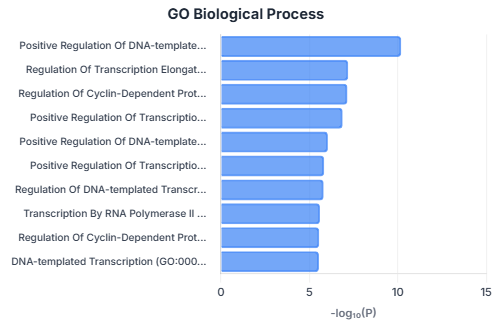 GO Biological Process
Positive Regulation Of DNA-template...
Regulation Of Transcription Elongat...
Regulation Of Cyclin-Dependent Prot...
Positive Regulation Of Transcriptio...
Positive Regulation Of DNA-template...
Positive Regulation Of Transcriptio...
Regulation Of DNA-templated Transcr...
Transcription By RNA Polymerase II ...
Regulation Of Cyclin-Dependent Prot...
DNA-templated Transcription (GO:000...
0 5 10 15
-log₁₀(P)